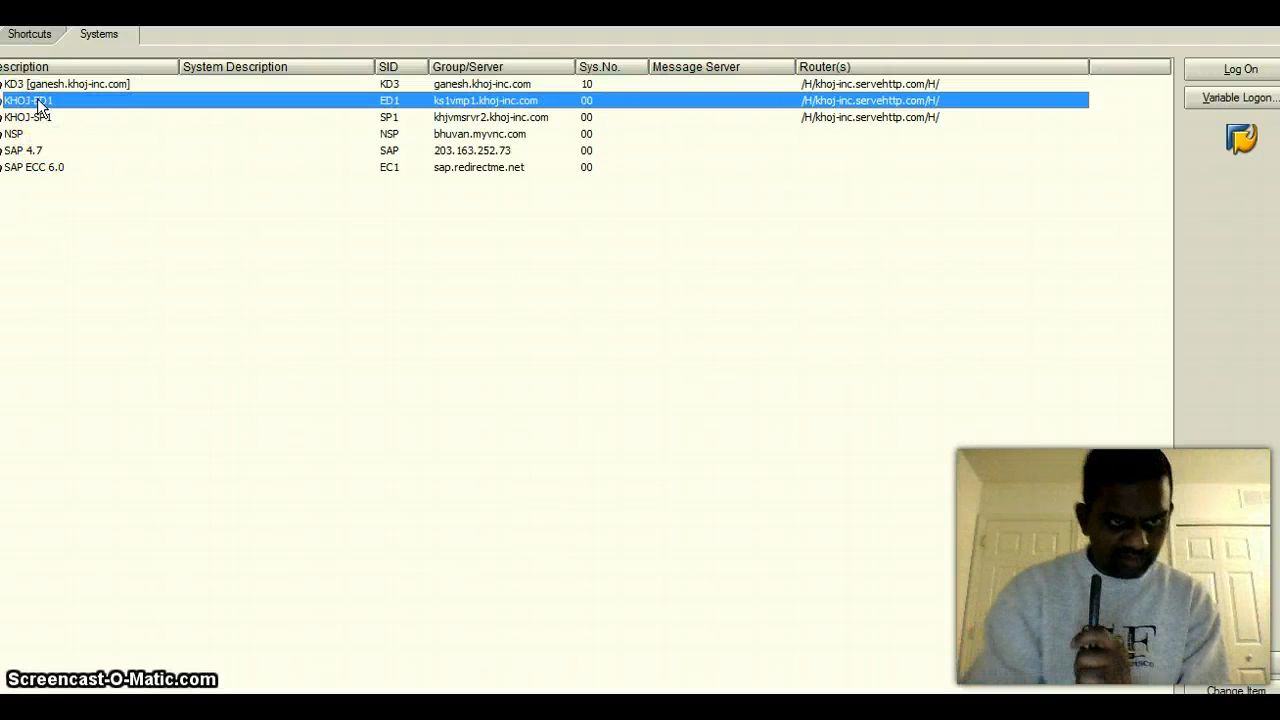 Shortcuts Systems
escription System Description SID Group/Server Sys.No. Message Server Router(s)
Log On
KD3 [ganesh.khoj-inc.com] KD3 ganesh.khoj-inc.com 10 /H/khoj-inc.servehttp.com/H/
KHOJ-ED1 ED1 ks1vmp1.khoj-inc.com 00 /H/khoj-inc.servehttp.com/H/
Variable Logon...
KHOJ-SP1 SP1 khjvmsrvr2.khoj-inc.com 00 /H/khoj-inc.servehttp.com/H/
NSP NSP bhuvan.myvnc.com 00
SAP 4.7 SAP 203.163.252.73 00
SAP ECC 6.0 EC1 sap.redirectme.net 00
Screencast-O-Matic.com
Change Item